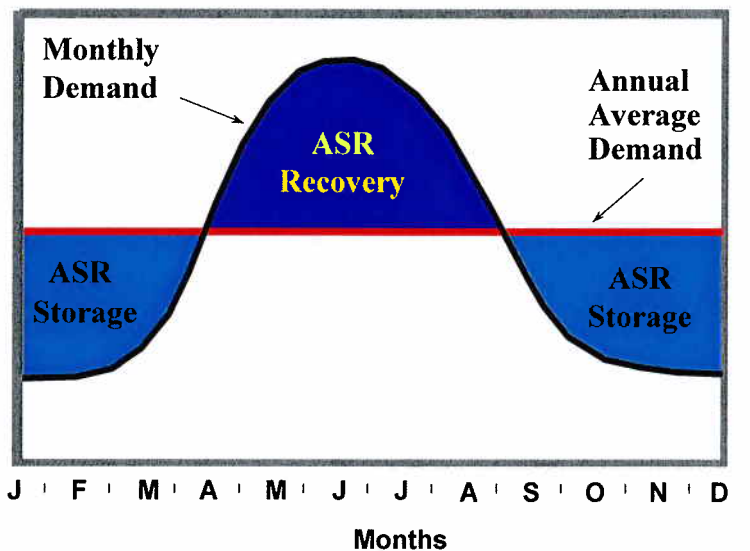 Monthly
Demand
Annual
Average
Demand
ASR
Recovery
ASR
Storage
ASR
Storage
J F M A M J J A S O N D
Months